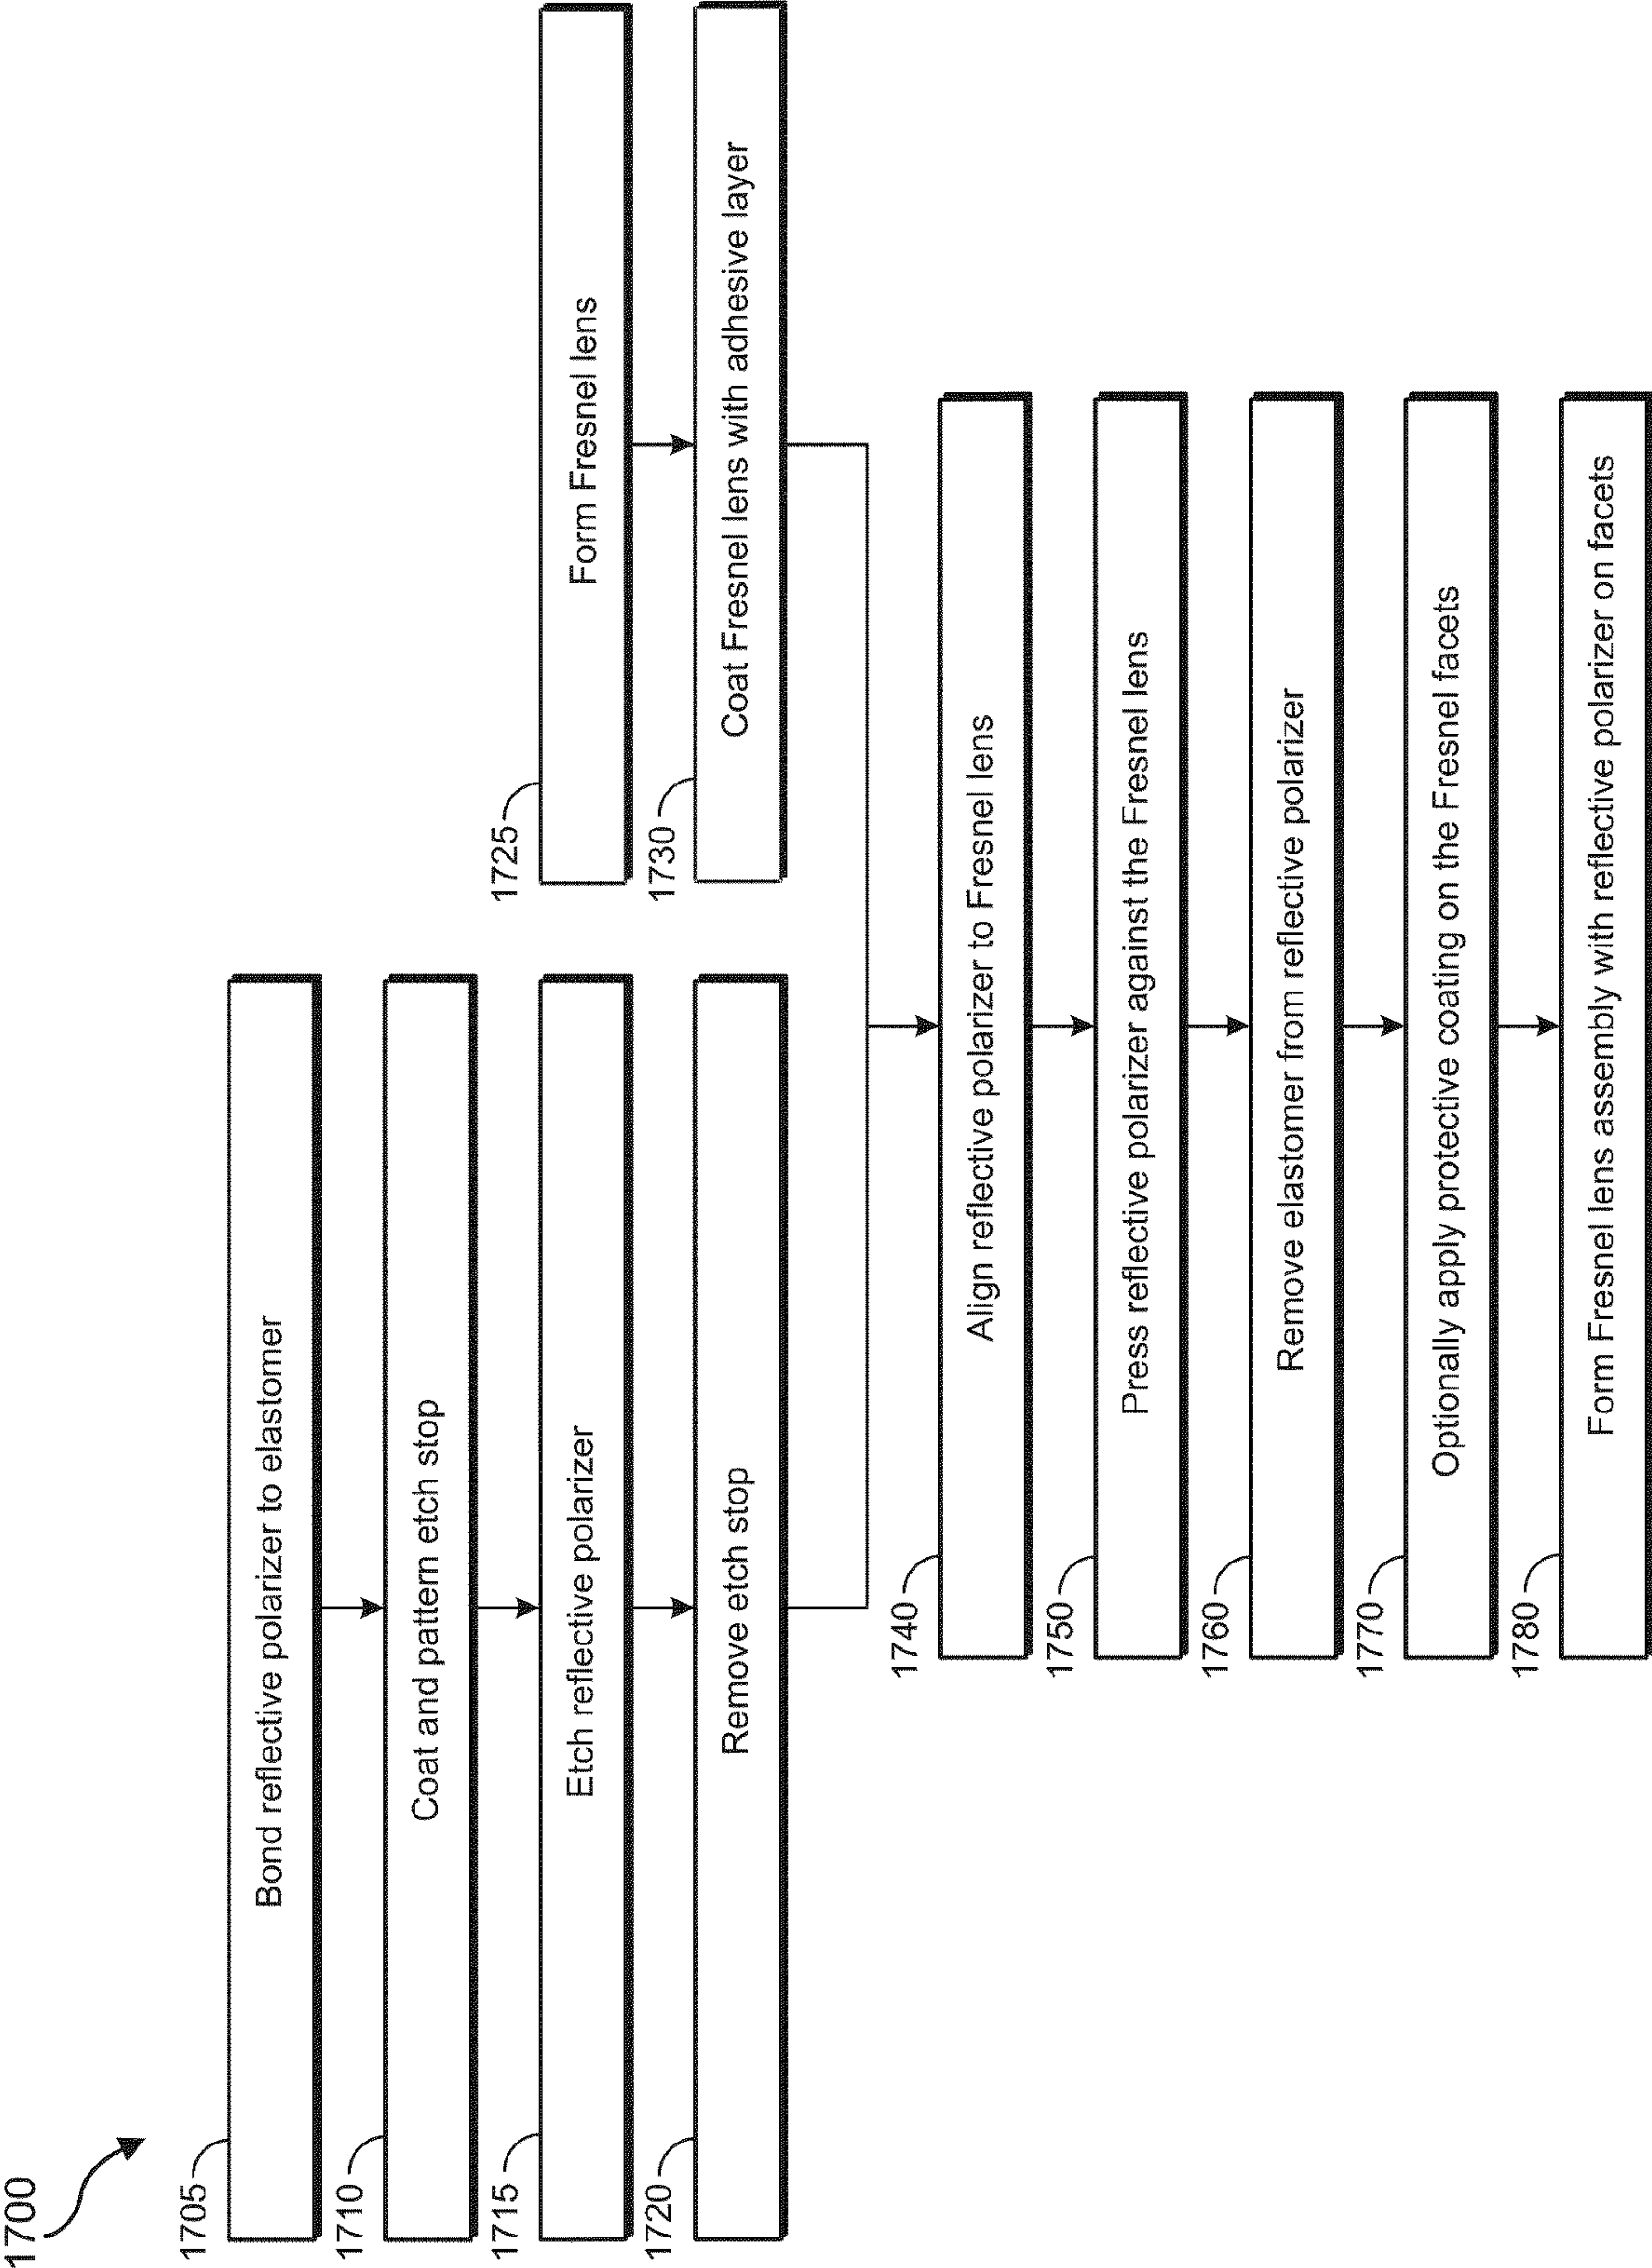 1700
1705
Bond reflective polarizer to elastomer
1710
Coat and pattern etch stop
1715
Etch reflective polarizer
1720
Remove etch stop
1725
Form Fresnel lens
1730
Coat Fresnel lens with adhesive layer
1740
Align reflective polarizer to Fresnel lens
1750
Press reflective polarizer against the Fresnel lens
1760
Remove elastomer from reflective polarizer
1770
Optionally apply protective coating on the Fresnel facets
1780
Form Fresnel lens assembly with reflective polarizer on facets